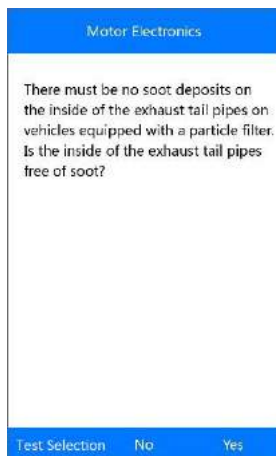 Motor Electronics
There must be no soot deposits on
the inside of the exhaust tail pipes on
vehicles equipped with a particle filter.
Is the inside of the exhaust tail pipes
free of soot?
Test Selection No Yes